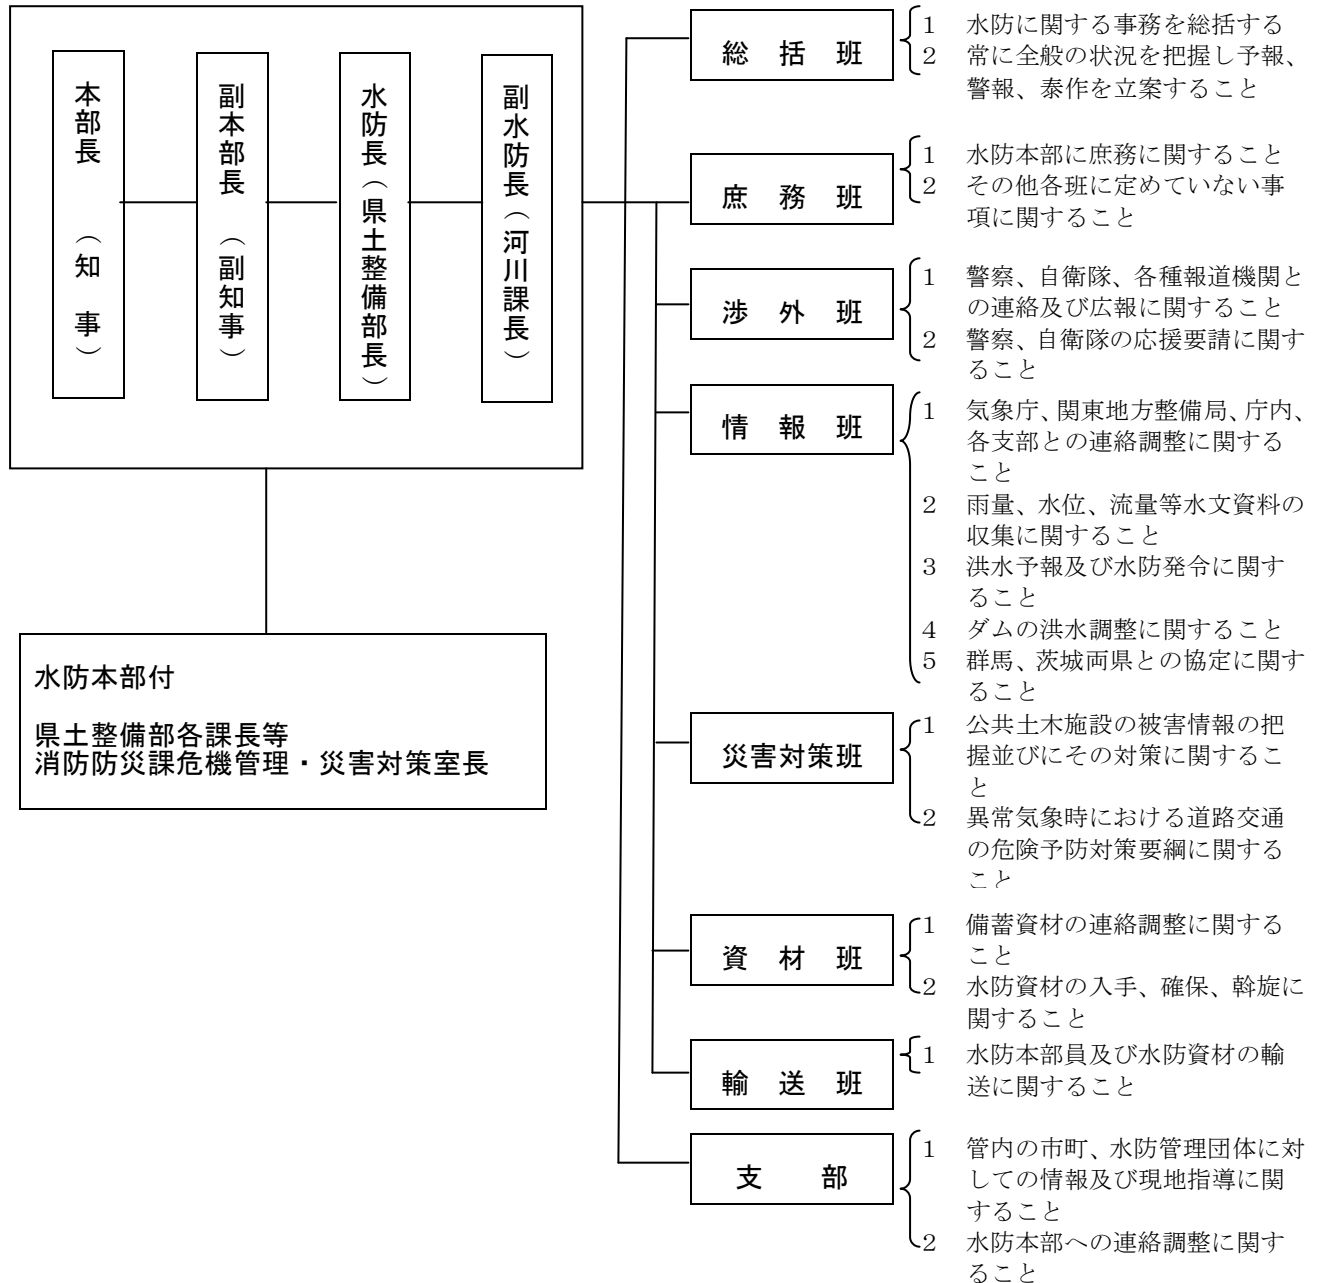 本部長（知　事）
副本部長（副知事）
水防長（県土整備部長）
副水防長（河川課長）
水防本部付
県土整備部各課長等
消防防災課危機管理・災害対策室長
総　括　班
1　水防に関する事務を総括する
2　常に全般の状況を把握し予報、
警報、泰作を立案すること
庶　務　班
1　水防本部に庶務に関すること
2　その他各班に定めていない事
項に関すること
渉　外　班
1　警察、自衛隊、各種報道機関と
の連絡及び広報に関すること
2　警察、自衛隊の応援要請に関す
ること
情　報　班
1　気象庁、関東地方整備局、庁内、
各支部との連絡調整に関する
こと
2　雨量、水位、流量等水文資料の
収集に関すること
3　洪水予報及び水防発令に関す
ること
4　ダムの洪水調整に関すること
5　群馬、茨城両県との協定に関す
ること
災害対策班
1　公共土木施設の被害情報の把
握並びにその対策に関するこ
と
2　異常気象時における道路交通
の危険予防対策要綱に関する
こと
資　材　班
1　備蓄資材の連絡調整に関する
こと
2　水防資材の入手、確保、斡旋に
関すること
輸　送　班
1　水防本部員及び水防資材の輸
送に関すること
支　　部
1　管内の市町、水防管理団体に対
しての情報及び現地指導に関
すること
2　水防本部への連絡調整に関す
ること